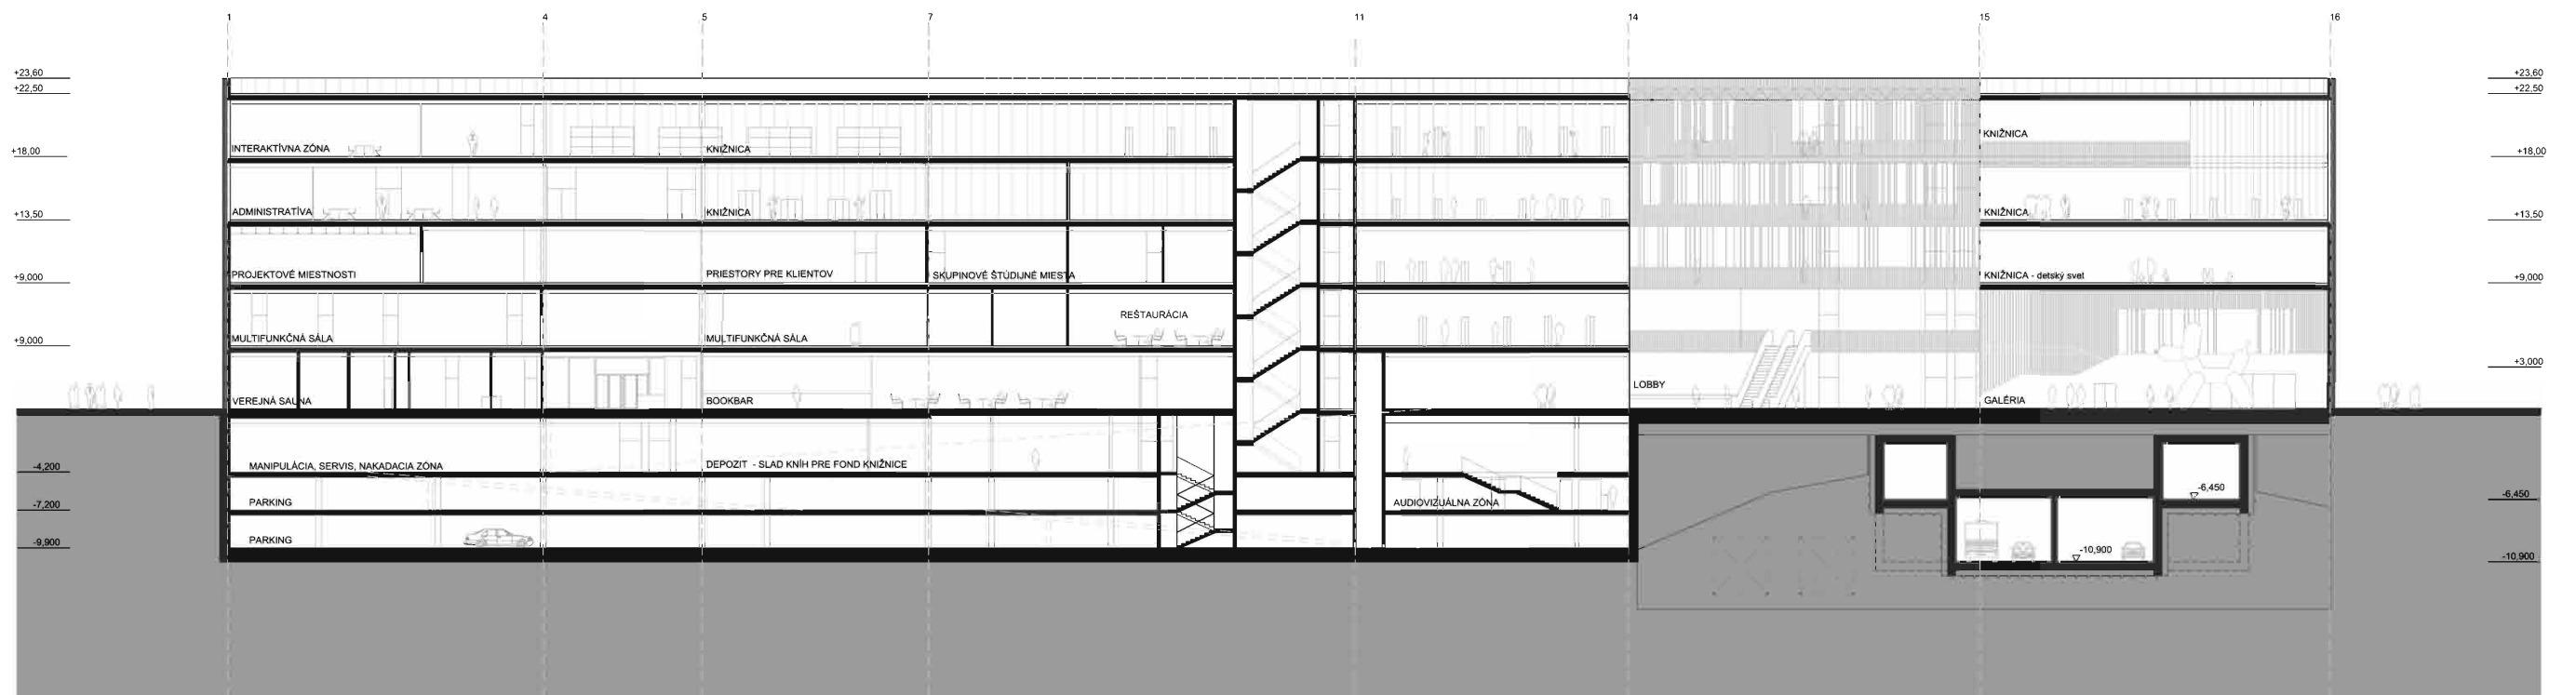 1 4 5 7 11 14 15 16
+23,60 +23,60
+22,50 +22,50
KNIŽNICA
INTERAKTÍVNA ZÓNA KNIŽNICA
+18,00 +18,00
ADMINISTRATÍVA KNIŽNICA KNIŽNICA
+13,50 +13,50
PROJEKTOVÉ MIESTNOSTI PRIESTORY PRE KLIENTOV SKUPINOVÉ ŠTÚDIJNÉ MIESTA KNIŽNICA - detský svet
+9,000 +9,000
REŠTAURÁCIA
MULTIFUNKČNÁ SÁLA MULTIFUNKČNÁ SÁLA
+9,000
+3,000
LOBBY
VEREJNÁ SAUNA BOOKBAR GALÉRIA
MANIPULÁCIA, SERVIS, NAKADACIA ZÓNA DEPOZIT - SLAD KNÍH PRE FOND KNIŽNICE
-4,200
-6,450
-6,450
PARKING AUDIOVIZUÁLNA ZÓNA
-7,200
PARKING
-9,900
-10,900
-10,900